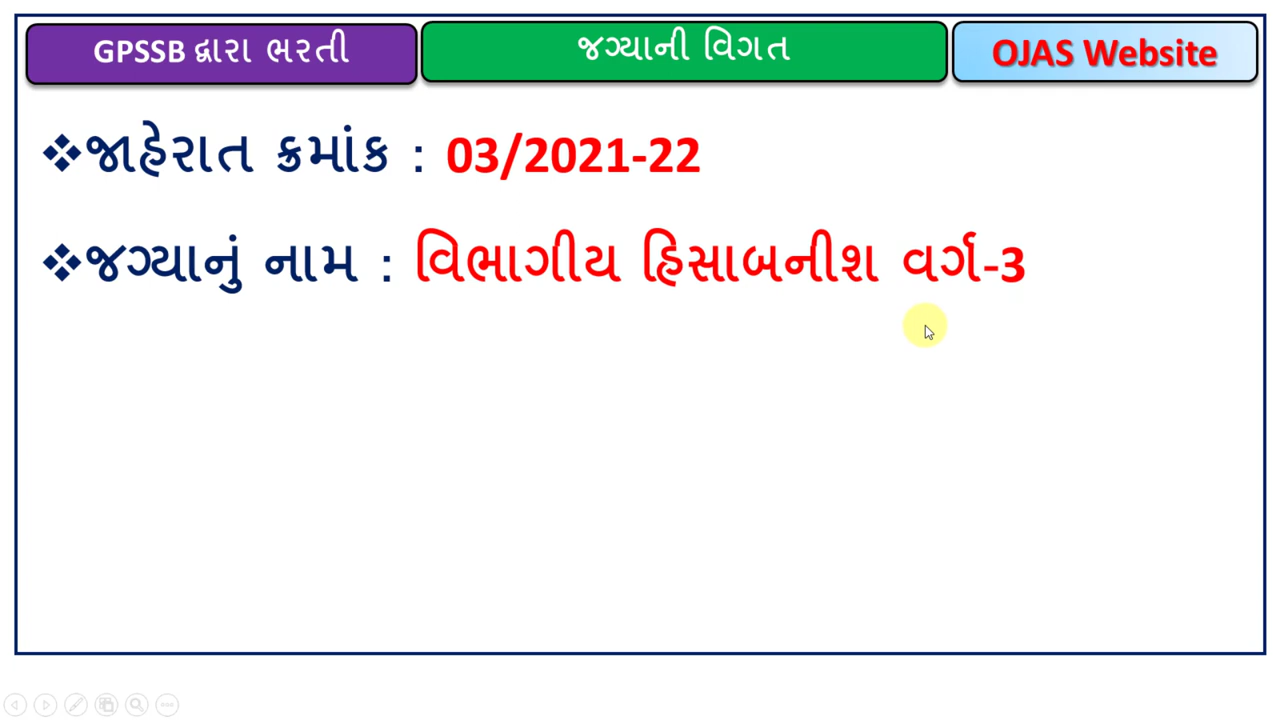 GPSSB દ્વારા ભરતી
જગ્યાની વિગત
OJAS Website
❖જાહેરાત ક્રમાંક : 03/2021-22
❖જગ્યાનું નામ : વિભાગીય હિસાબનીશ વર્ગ-3